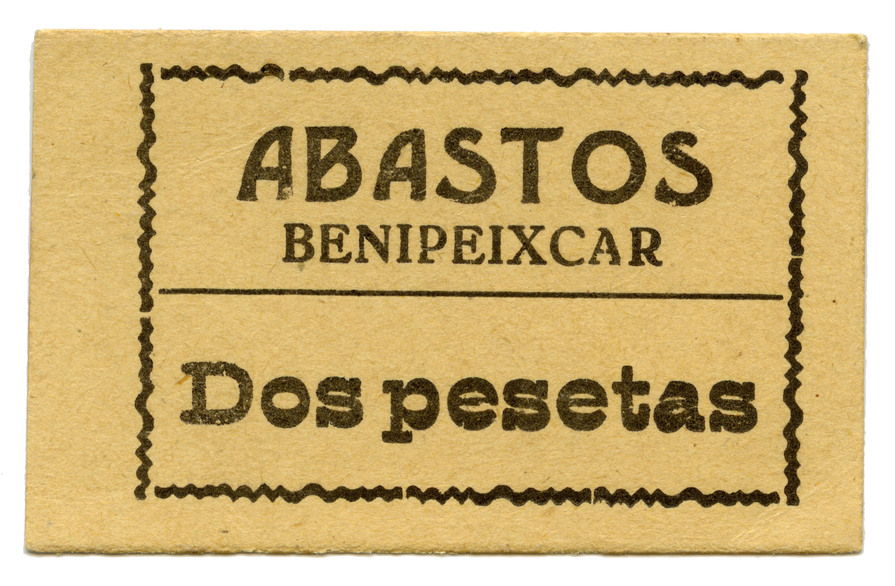 ABASTOS
BENIPEIXCAR
Dos pesetas